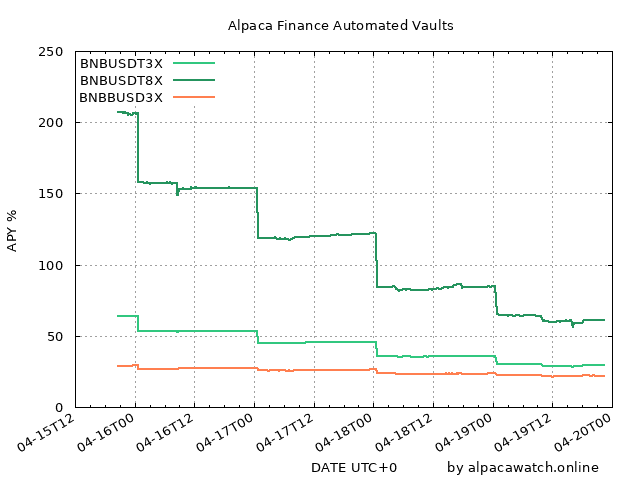 Alpaca Finance Automated Vaults
250
200
150
100
50
0
APY %
BNBUSDT3X
BNBUSDT8X
BNBBUSD3X
04-15T12
04-16T00
04-16T12
04-17T00
04-17T12
04-18T00
04-18T12
04-19T00
04-19T12
04-20T00
DATE UTC+0
by alpacawatch.online